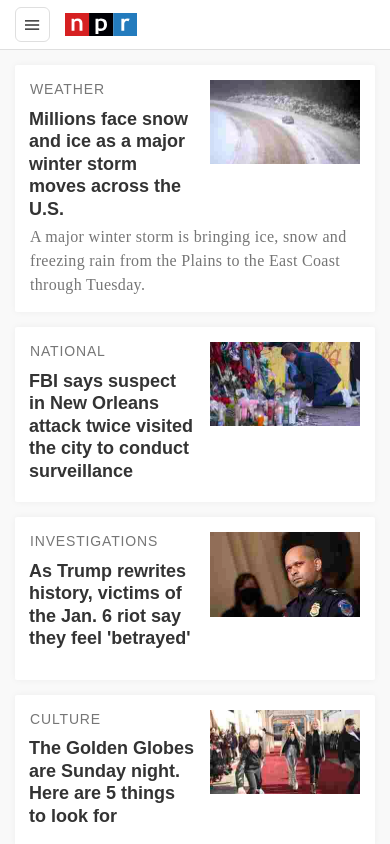 npr
WEATHER
Millions face snow
and ice as a major
winter storm
moves across the
U.S.
A major winter storm is bringing ice, snow and
freezing rain from the Plains to the East Coast
through Tuesday.
NATIONAL
FBI says suspect
in New Orleans
attack twice visited
the city to conduct
surveillance
INVESTIGATIONS
As Trump rewrites
history, victims of
the Jan. 6 riot say
they feel 'betrayed'
CULTURE
The Golden Globes
are Sunday night.
Here are 5 things
to look for